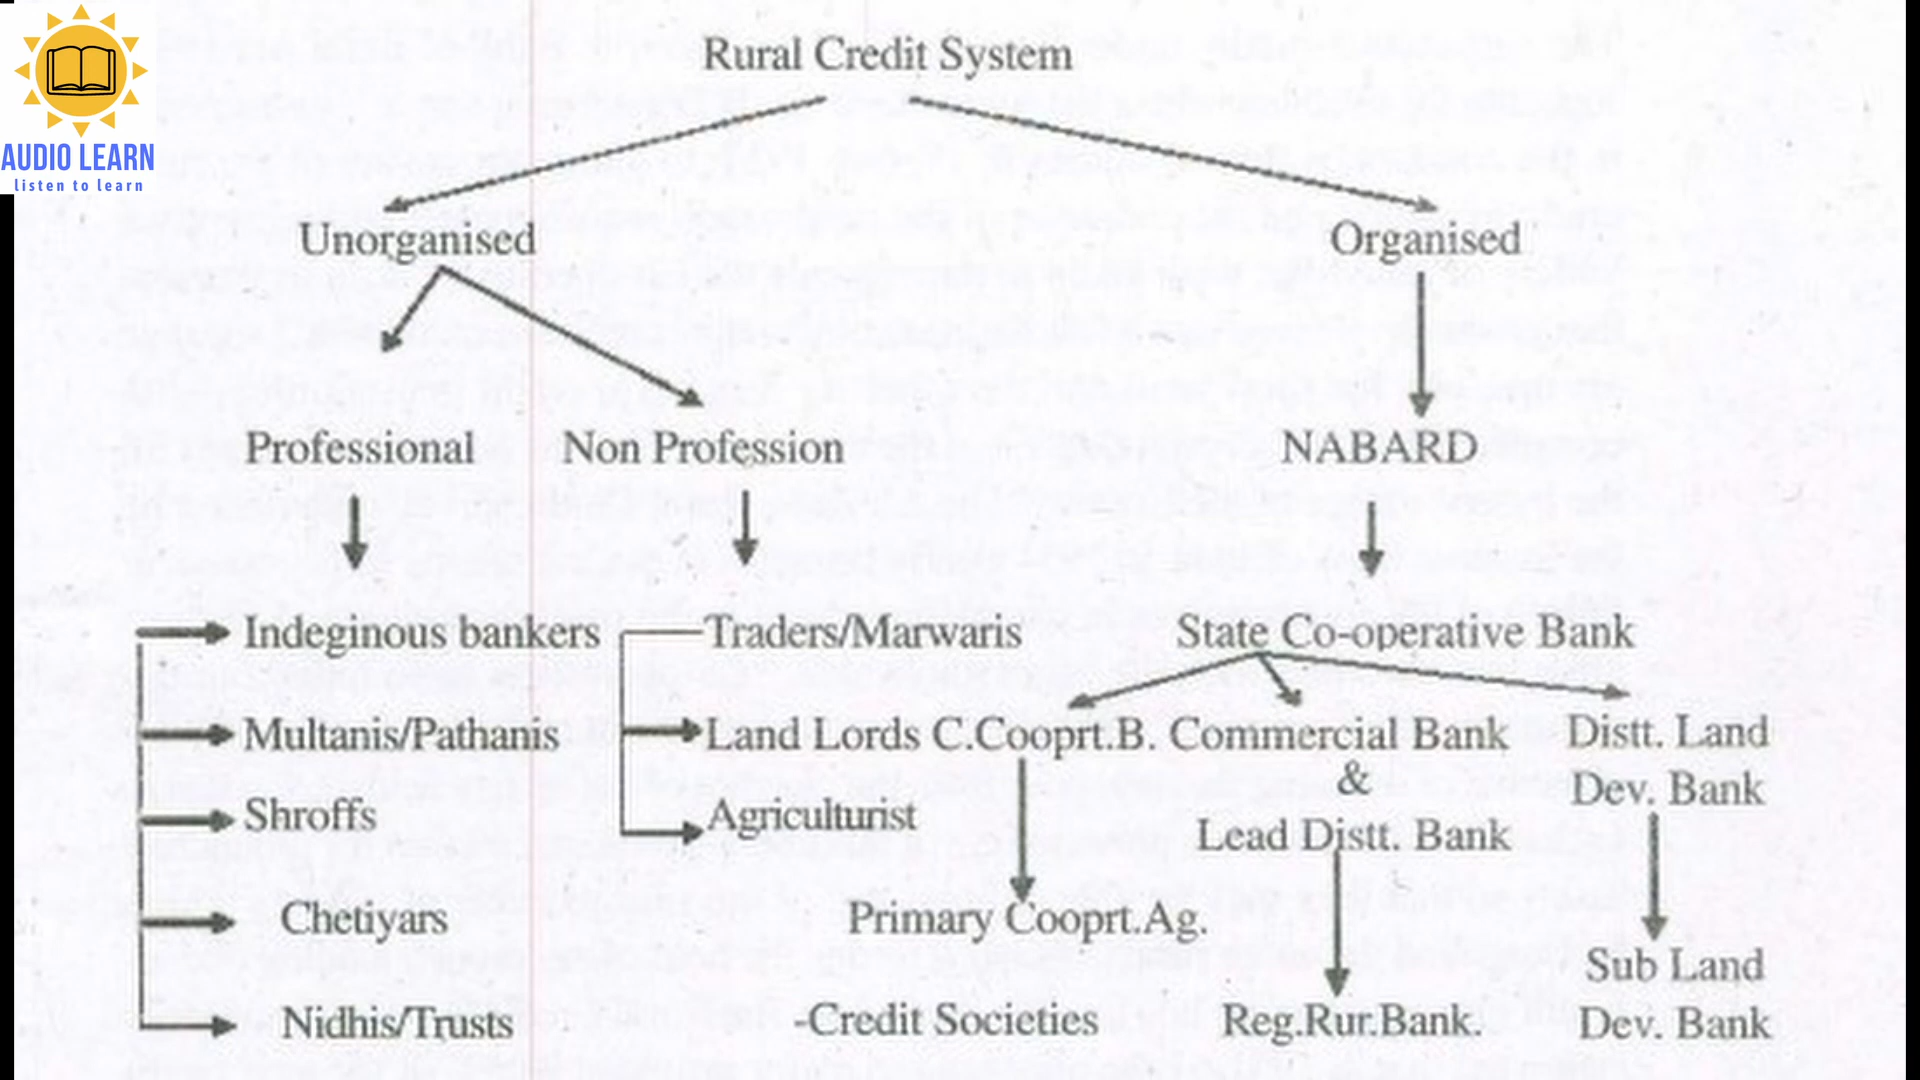 AUDIO LEARN
listen to learn
Rural Credit System
Unorganised
Organised
Professional
Non Profession
NABARD
Indeginous bankers
Traders/Marwaris
State Co-operative Bank
Multanis/Pathanis
Land Lords
C.Cooprt.B.
Commercial Bank
&
Lead Distt. Bank
Distt. Land
Dev. Bank
Shroffs
Agriculturist
Chetiyars
Primary Cooprt.Ag.
Sub Land
Dev. Bank
Nidhis/Trusts
-Credit Societies
Reg.Rur.Bank.